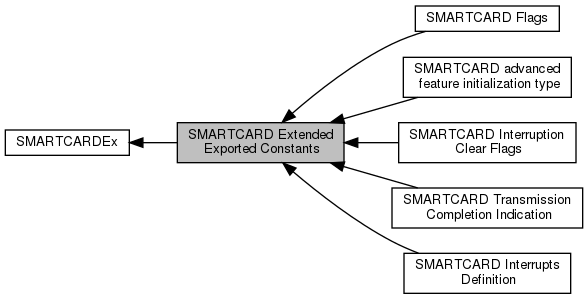 SMARTCARD Flags
SMARTCARD advanced
feature initialization type
SMARTCARDEx
SMARTCARD Extended
Exported Constants
SMARTCARD Interruption
Clear Flags
SMARTCARD Transmission
Completion Indication
SMARTCARD Interrupts
Definition